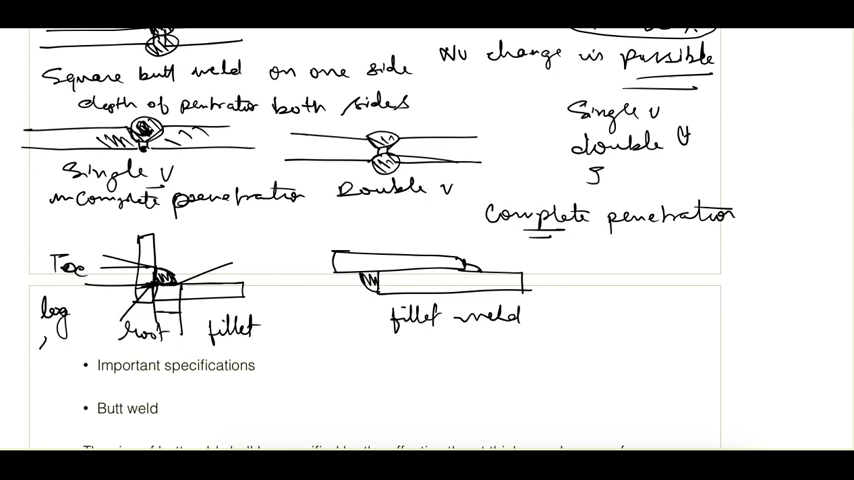 No change is possible
Square butt weld on one side
depth of penetration both sides
Single V
incomplete penetration
Double V
Single U
double U
J
Complete penetration
Toe
leg
root
fillet
fillet weld
• Important specifications
• Butt weld